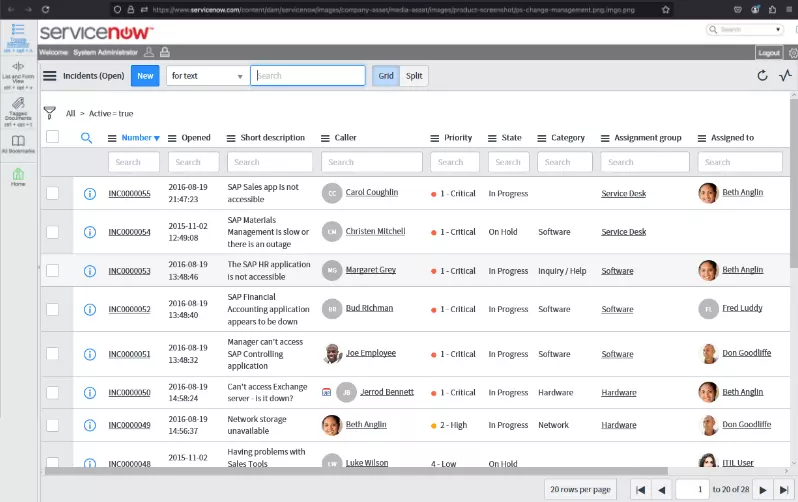 https://www.servicenow.com/content/dam/servicenow/images/company-asset/media-asset/images/product-screenshot/ps-change-management.png.imgo.png
servicenow™
Search
Welcome: System Administrator
Logout
List and Form View
ctrl + opt + v
Tagged Documents
ctrl + opt + t
All Bookmarks
Home
Incidents (Open) New for text Search Grid Split
All > Active = true
Number Opened Short description Caller Priority State Category Assignment group Assigned to
Search Search Search Search Search Search Search Search Search
INC0000055 2016-08-19 21:47:23 SAP Sales app is not accessible CC Carol Coughlin 1 - Critical In Progress Service Desk Beth Anglin
INC0000054 2015-11-02 12:49:08 SAP Materials Management is slow or there is an outage CM Christen Mitchell 1 - Critical On Hold Software Service Desk
INC0000053 2016-08-19 13:48:46 The SAP HR application is not accessible MG Margaret Grey 1 - Critical In Progress Inquiry / Help Software Beth Anglin
INC0000052 2016-08-19 13:48:40 SAP Financial Accounting application appears to be down BR Bud Richman 1 - Critical In Progress Software Software FL Fred Luddy
INC0000051 2016-08-19 13:48:32 Manager can't access SAP Controlling application Joe Employee 1 - Critical In Progress Software Software Don Goodliffe
INC0000050 2016-08-19 14:58:24 Can't access Exchange server - is it down? JB Jerrod Bennett 1 - Critical In Progress Hardware Hardware Beth Anglin
INC0000049 2016-08-19 14:56:37 Network storage unavailable Beth Anglin 2 - High In Progress Network Hardware Don Goodliffe
INC0000048 2015-11-02 Having problems with Sales Tools LW Luke Wilson 4 - Low On Hold ITIL User
20 rows per page 1 to 20 of 28